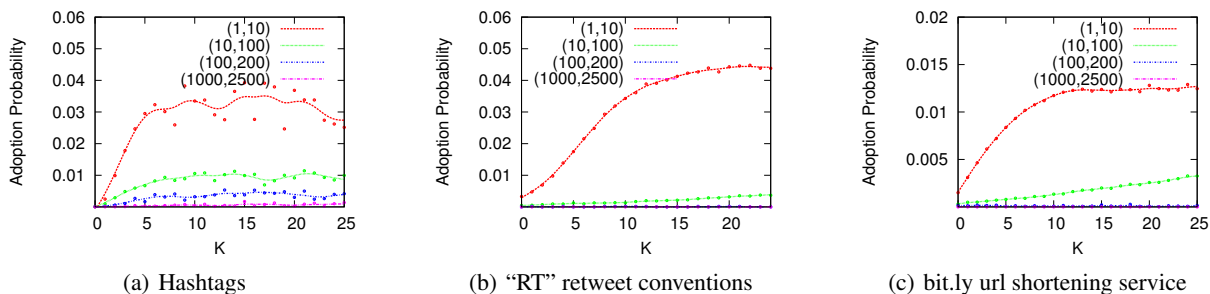 0.06
0.05
0.04
0.03
0.02
0.01
Adoption Probability
0 5 10 15 20 25
K
(1,10)
(10,100)
(100,200)
(1000,2500)
(a) Hashtags
0.06
0.05
0.04
0.03
0.02
0.01
Adoption Probability
0 5 10 15 20
K
(1,10)
(10,100)
(100,200)
(1000,2500)
(b) “RT” retweet conventions
0.02
0.015
0.01
0.005
Adoption Probability
0 5 10 15 20 25
K
(1,10)
(10,100)
(100,200)
(1000,2500)
(c) bit.ly url shortening service